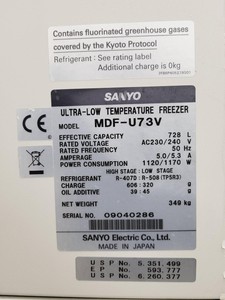 Contains fluorinated greenhouse gases
covered by the Kyoto Protocol
Refrigerant : See rating label
Additional charge is 0kg
SANYO
ULTRA-LOW TEMPERATURE FREEZER
MODEL MDF-U73V
EFFECTIVE CAPACITY 728 L
RATED VOLTAGE AC230/240 V
RATED FREQUENCY 50 Hz
AMPERES 5.0/5.3 A
POWER CONSUMPTION 1120/1170 W
HIGH STAGE : LOW STAGE
REFRIGERANT R-407D : R-508 (TPSR3)
CHARGE 606 : 320 g
OIL ADDITIVE 39 : 45 g
NET WEIGHT 349 kg
SERIAL NO. 09040286
SANYO Electric Co., Ltd.
MADE IN JAPAN
U S P No 5. 351. 499
E P No 593. 777
U S P No 6. 260. 377